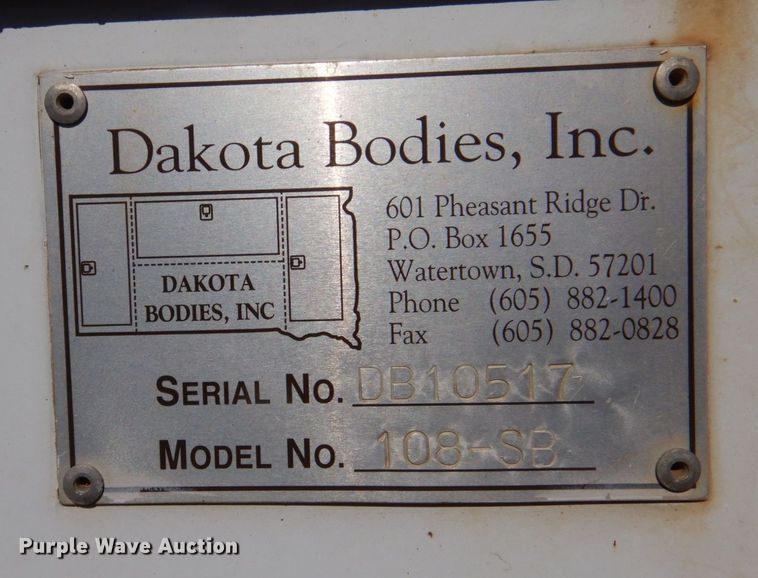 Dakota Bodies, Inc.
601 Pheasant Ridge Dr.
P.O. Box 1655
Watertown, S.D. 57201
Phone (605) 882-1400
Fax (605) 882-0828
DAKOTA
BODIES, INC
SERIAL NO. DB10517
MODEL NO. 108-SB
Purple Wave Auction